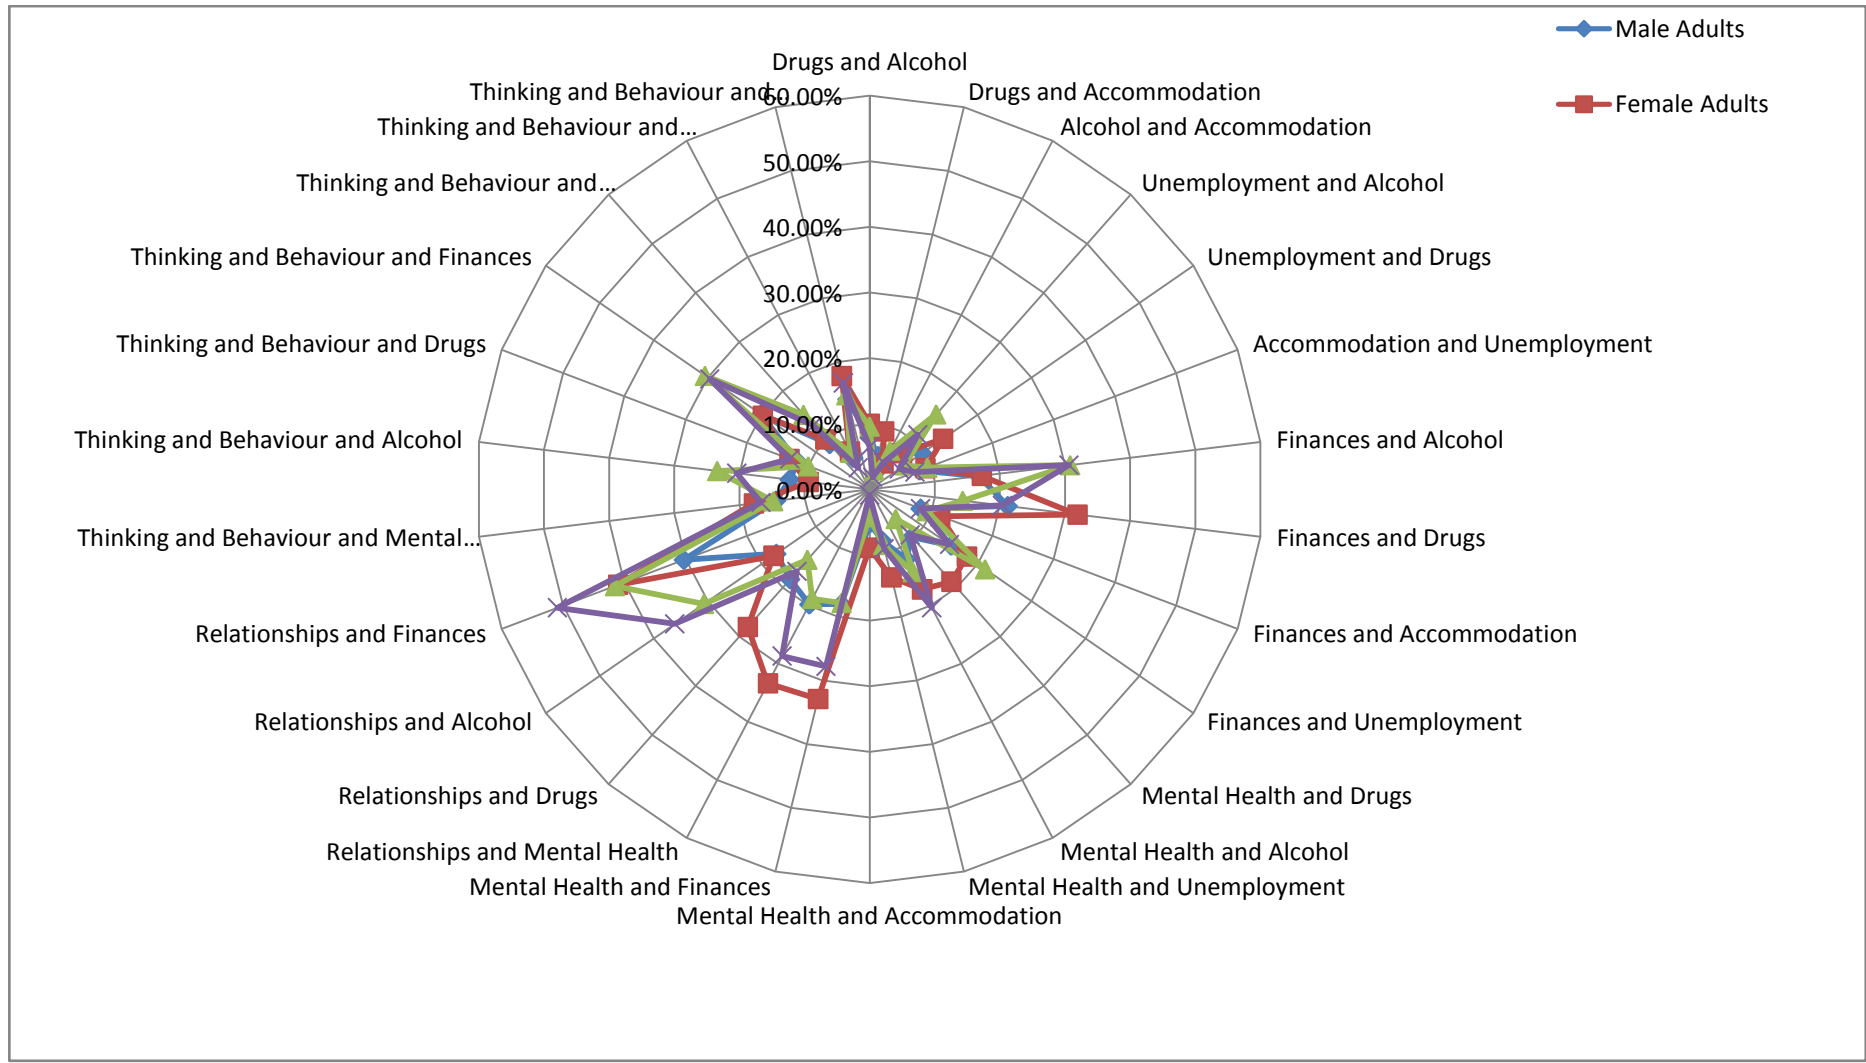 Male Adults
Female Adults
Drugs and Alcohol
Drugs and Accommodation
Alcohol and Accommodation
Unemployment and Alcohol
Unemployment and Drugs
Accommodation and Unemployment
Finances and Alcohol
Finances and Drugs
Finances and Accommodation
Finances and Unemployment
Mental Health and Drugs
Mental Health and Alcohol
Mental Health and Unemployment
Mental Health and Accommodation
Mental Health and Finances
Relationships and Mental Health
Relationships and Drugs
Relationships and Alcohol
Relationships and Finances
Thinking and Behaviour and Mental...
Thinking and Behaviour and Alcohol
Thinking and Behaviour and Drugs
Thinking and Behaviour and Finances
Thinking and Behaviour and...
Thinking and Behaviour and...
Thinking and Behaviour and...
60.00%
50.00%
40.00%
30.00%
20.00%
10.00%
0.00%